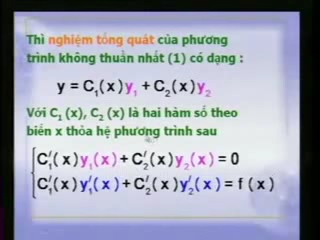 Thì nghiệm tổng quát của phương
trình không thuần nhất (1) có dạng :
y = C₁(x)y₁ + C₂(x)y₂
Với C₁ (x), C₂ (x) là hai hàm số theo
biến x thỏa hệ phương trình sau
C₁′(x)y₁(x) + C₂′(x)y₂(x) = 0
C₁′(x)y₁′(x) + C₂′(x)y₂′(x) = f (x)